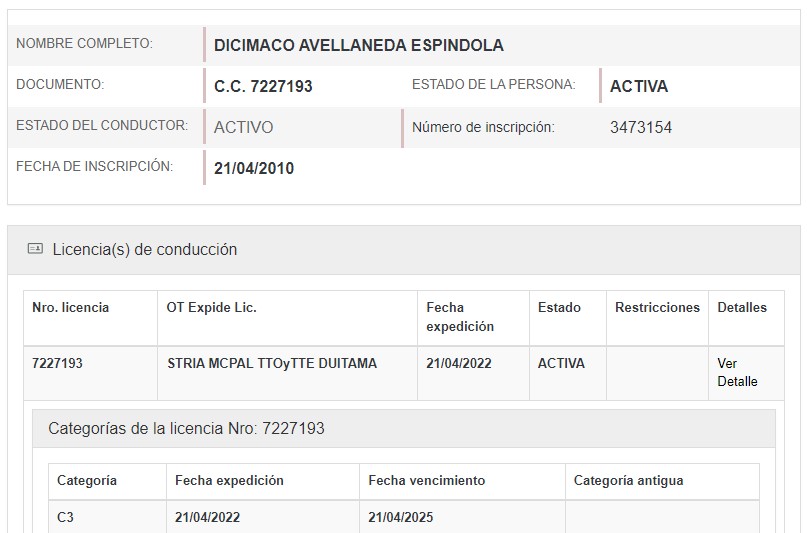 NOMBRE COMPLETO: DICIMACO AVELLANEDA ESPINDOLA
DOCUMENTO: C.C. 7227193 ESTADO DE LA PERSONA: ACTIVA
ESTADO DEL CONDUCTOR: ACTIVO Número de inscripción: 3473154
FECHA DE INSCRIPCIÓN: 21/04/2010
Licencia(s) de conducción
Nro. licencia OT Expide Lic. Fecha expedición Estado Restricciones Detalles
7227193 STRIA MCPAL TTOyTTE DUITAMA 21/04/2022 ACTIVA Ver Detalle
Categorías de la licencia Nro: 7227193
Categoría Fecha expedición Fecha vencimiento Categoría antigua
C3 21/04/2022 21/04/2025